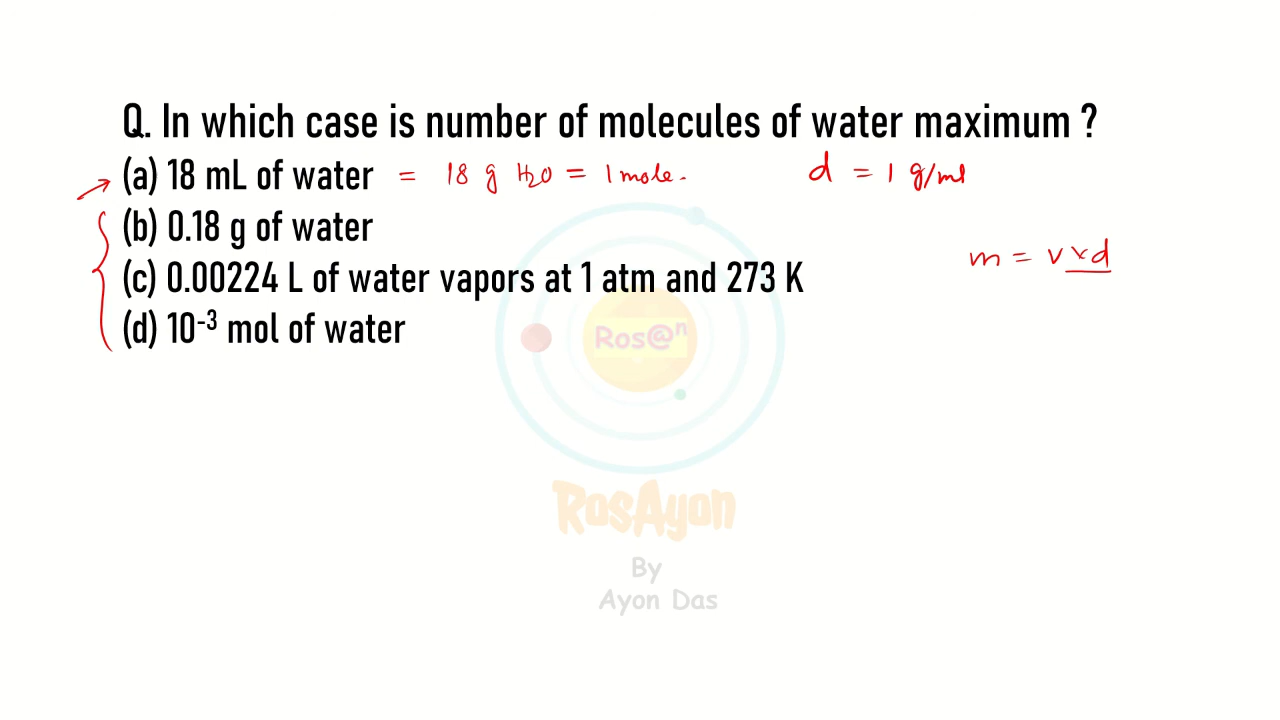 Q. In which case is number of molecules of water maximum ?
(a) 18 mL of water = 18 g H₂O = 1 mole. d = 1 g/ml
(b) 0.18 g of water
m = v × d
(c) 0.00224 L of water vapors at 1 atm and 273 K
(d) 10⁻³ mol of water
Ros@ⁿ
RosAyon
By
Ayon Das